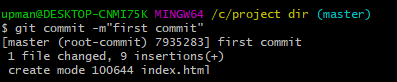 upman@DESKTOP-CNMI75K MINGW64 /c/project dir (master)
$ git commit -m"first commit"
[master (root-commit) 7935283] first commit
 1 file changed, 9 insertions(+)
 create mode 100644 index.html